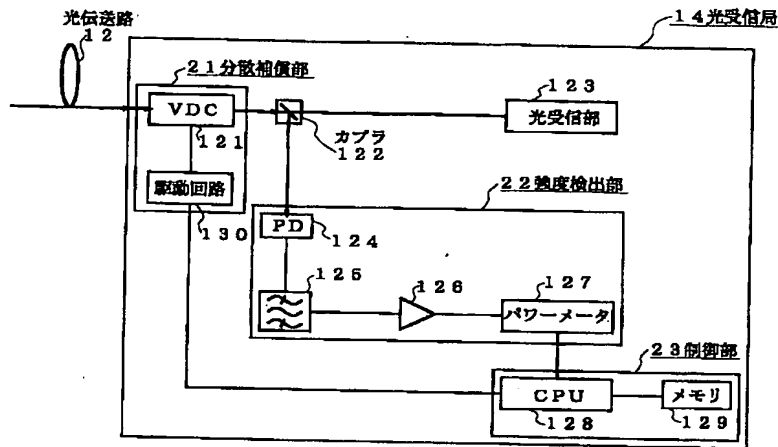 光伝送路
12
14光受信局
21分散補償部
VDC
121
カプラ
122
123
光受信部
駆動回路
130
22強度検出部
PD
124
125
126
127
パワーメータ
23制御部
CPU
128
メモリ
129